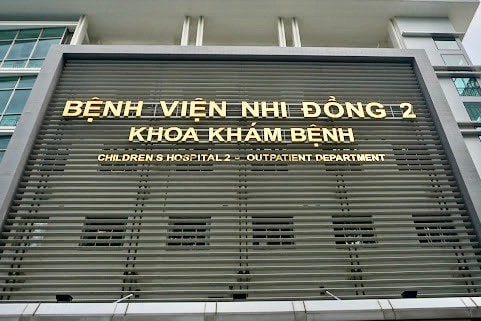 BỆNH VIỆN NHI ĐỒNG 2
KHOA KHÁM BỆNH
CHILDREN'S HOSPITAL 2 - OUTPATIENT DEPARTMENT